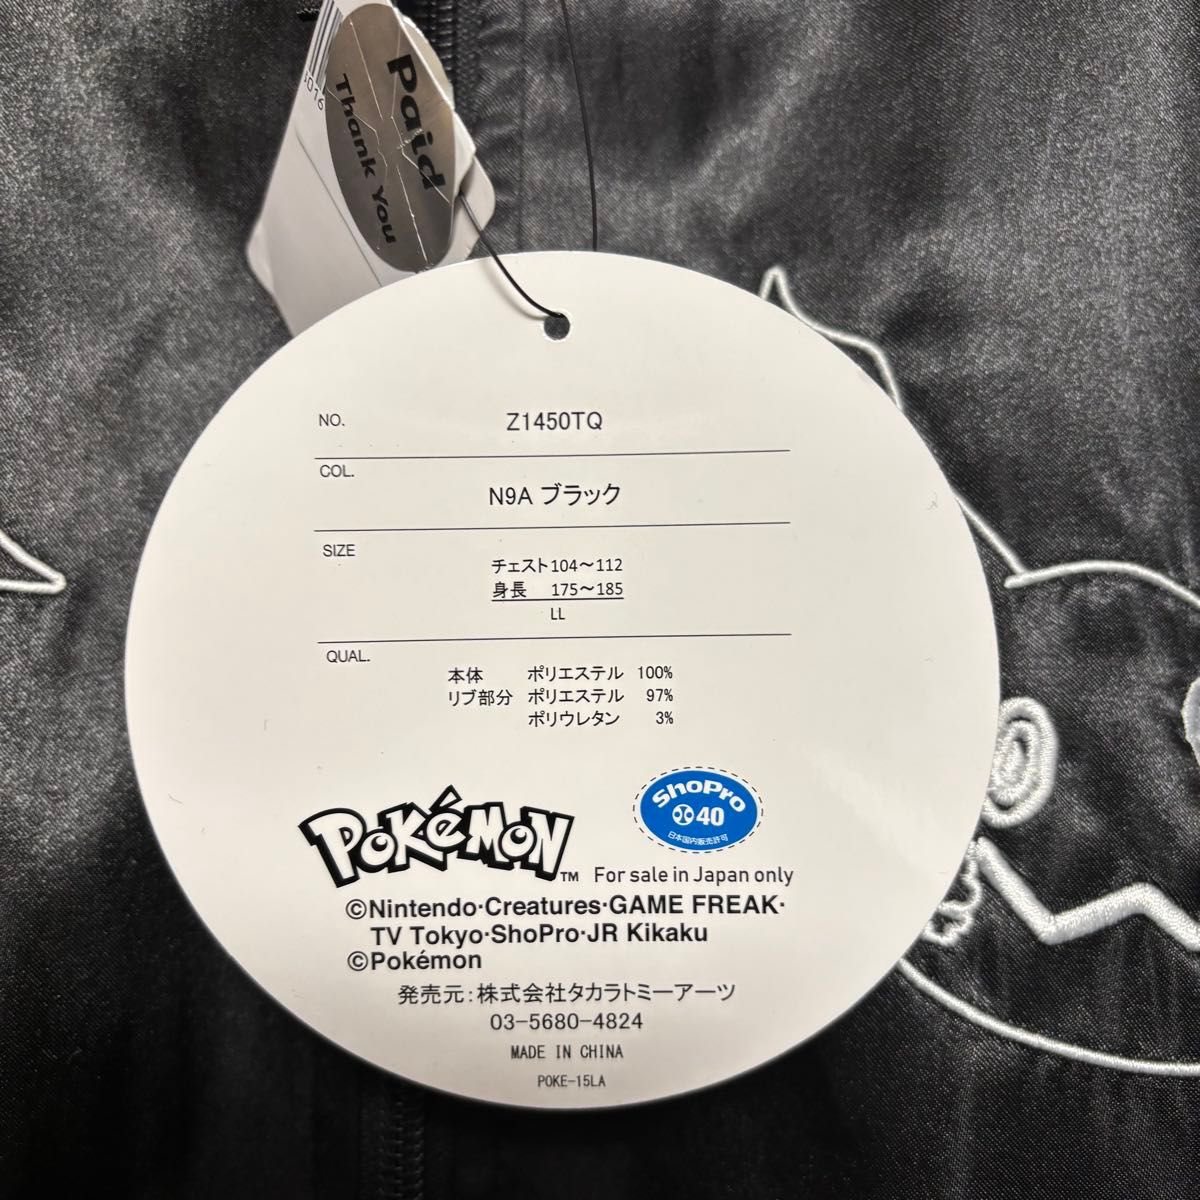 Paid
Thank You
NO. Z1450TQ
COL. N9A ブラック
SIZE チェスト104～112
身長 175～185
LL
QUAL. 本体 ポリエステル 100%
リブ部分 ポリエステル 97%
ポリウレタン 3%
ShoPro
40
日本国内販売許可
POKéMON™
For sale in Japan only
©Nintendo·Creatures·GAME FREAK·
TV Tokyo·ShoPro·JR Kikaku
©Pokémon
発売元:株式会社タカラトミーアーツ
03-5680-4824
MADE IN CHINA
POKE-15LA